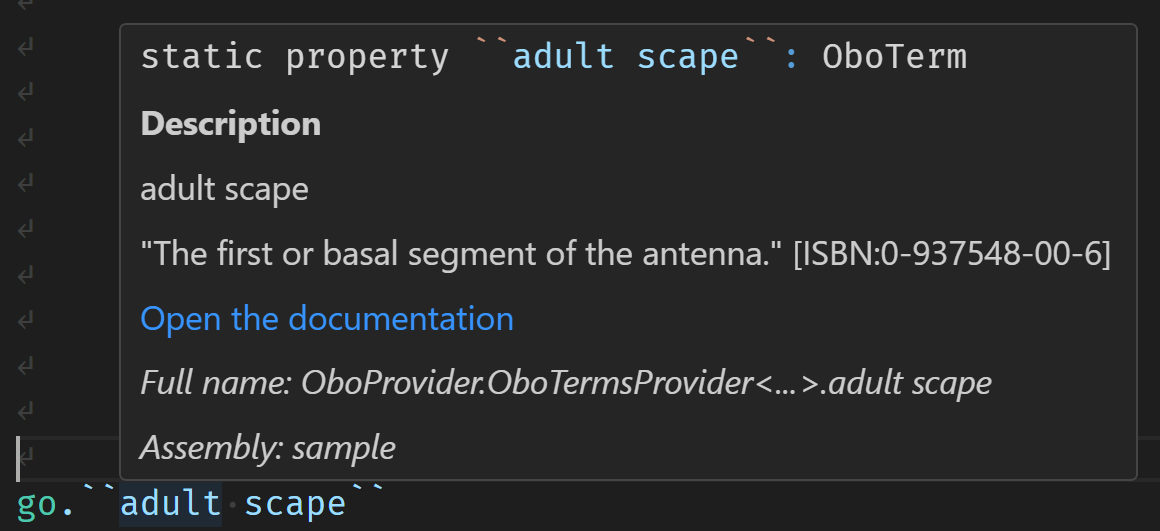 static property ``adult scape``: OboTerm
Description
adult scape
"The first or basal segment of the antenna." [ISBN:0-937548-00-6]
Open the documentation
Full name: OboProvider.OboTermsProvider<...>.adult scape
Assembly: sample
go.``adult·scape``